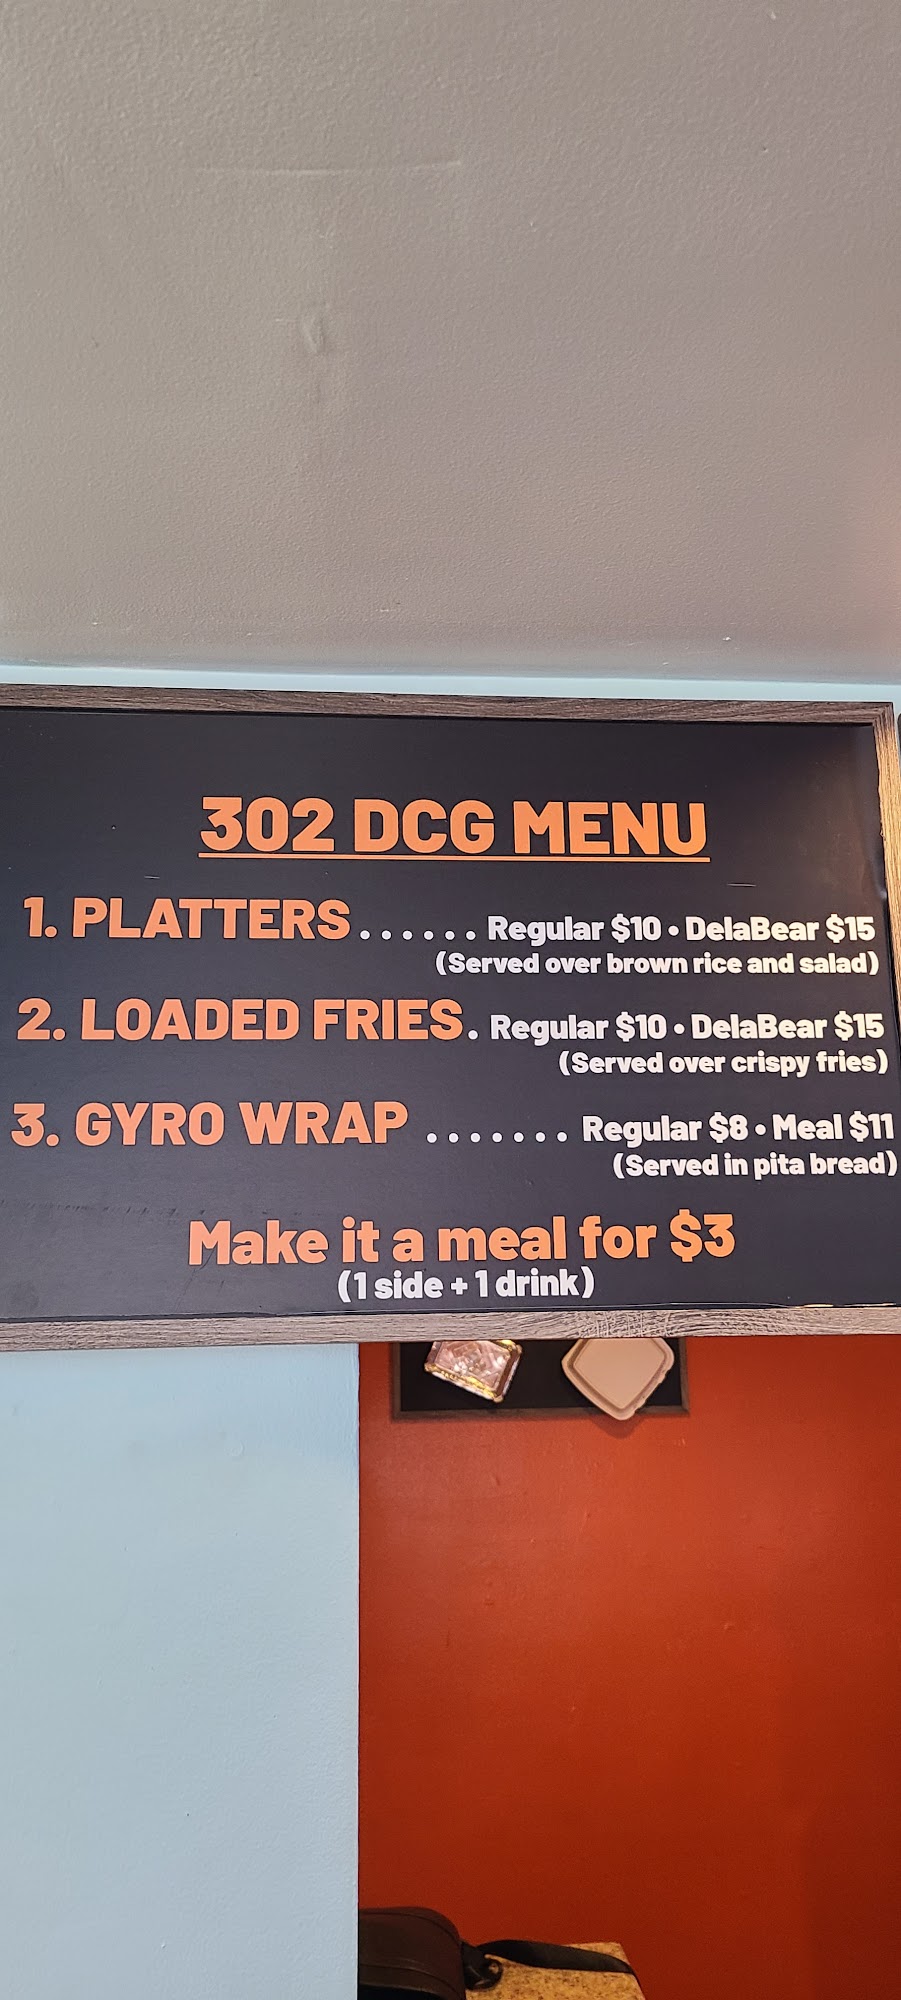 302 DCG MENU
1. PLATTERS ...... Regular $10 • DelaBear $15
(Served over brown rice and salad)
2. LOADED FRIES . Regular $10 • DelaBear $15
(Served over crispy fries)
3. GYRO WRAP ....... Regular $8 • Meal $11
(Served in pita bread)
Make it a meal for $3
(1 side + 1 drink)